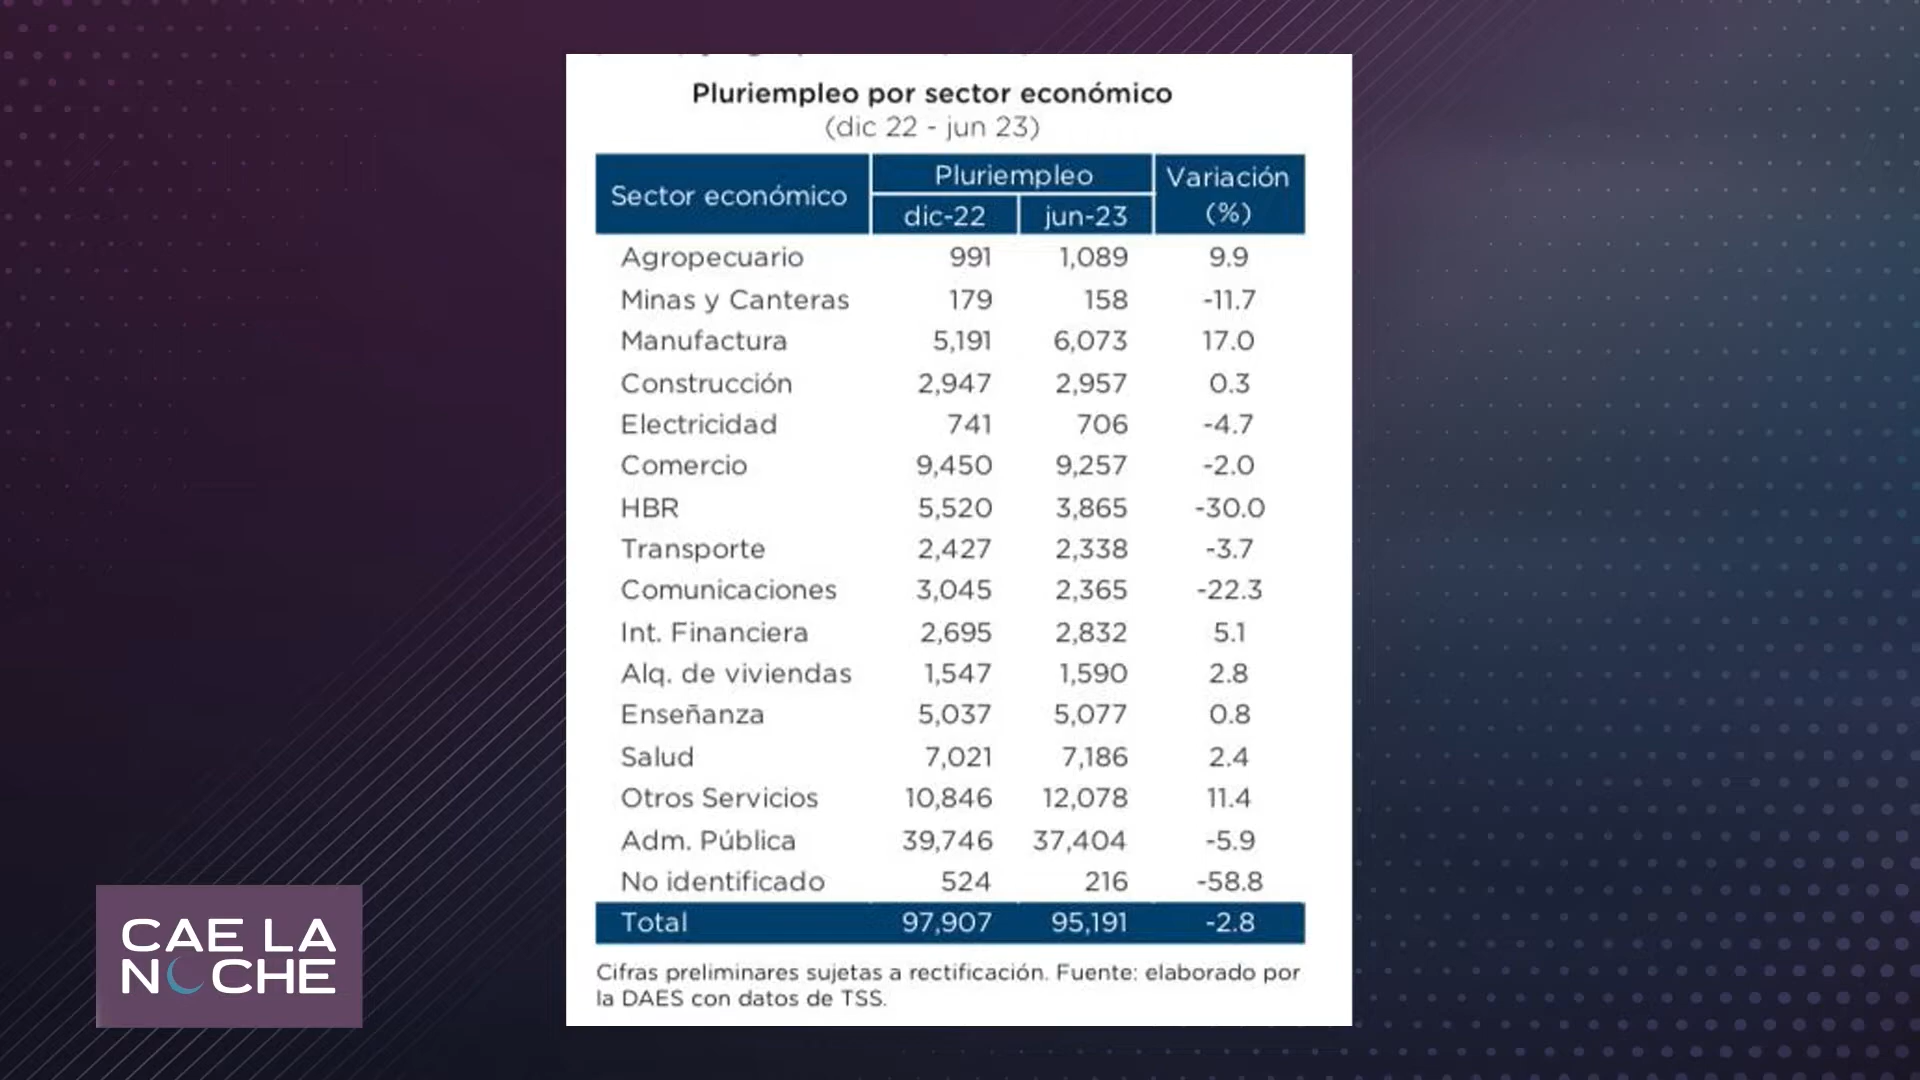 Pluriempleo por sector económico
(dic 22 - jun 23)
Sector económico Pluriempleo Variación (%)
dic-22 jun-23
Agropecuario 991 1,089 9.9
Minas y Canteras 179 158 -11.7
Manufactura 5,191 6,073 17.0
Construcción 2,947 2,957 0.3
Electricidad 741 706 -4.7
Comercio 9,450 9,257 -2.0
HBR 5,520 3,865 -30.0
Transporte 2,427 2,338 -3.7
Comunicaciones 3,045 2,365 -22.3
Int. Financiera 2,695 2,832 5.1
Alq. de viviendas 1,547 1,590 2.8
Enseñanza 5,037 5,077 0.8
Salud 7,021 7,186 2.4
Otros Servicios 10,846 12,078 11.4
Adm. Pública 39,746 37,404 -5.9
No identificado 524 216 -58.8
Total 97,907 95,191 -2.8
Cifras preliminares sujetas a rectificación. Fuente: elaborado por
la DAES con datos de TSS.
CAE LA
NOCHE